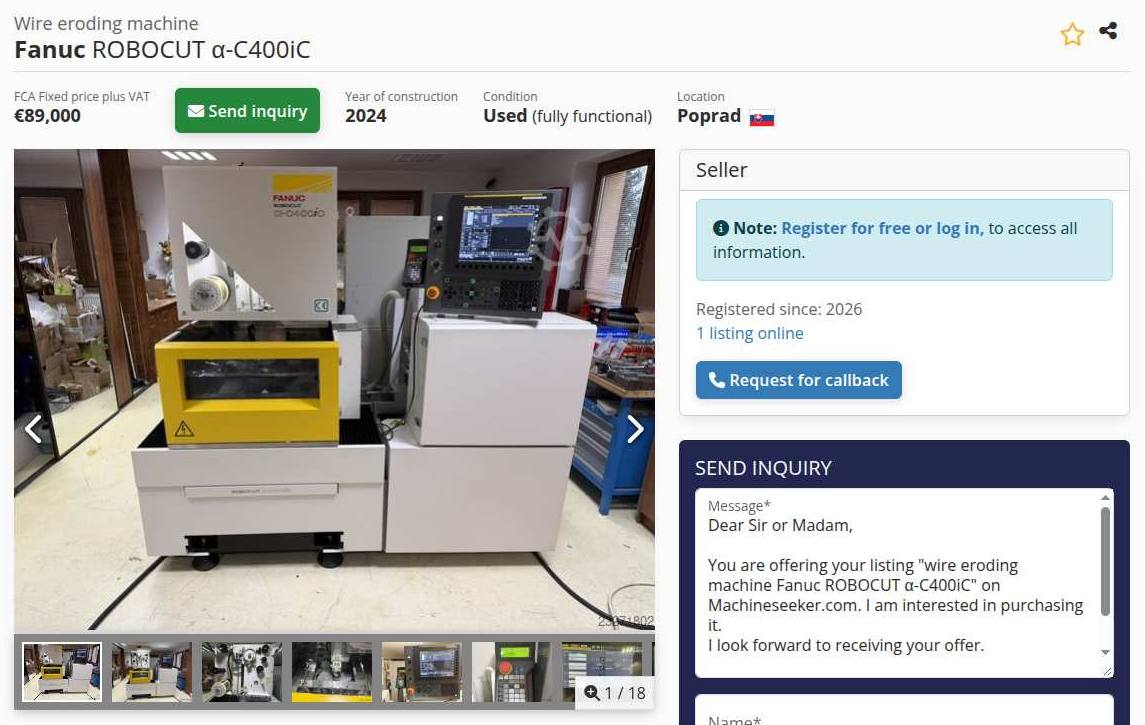 Wire eroding machine
Fanuc ROBOCUT α-C400iC
FCA Fixed price plus VAT
€89,000
Send inquiry
Year of construction
2024
Condition
Used (fully functional)
Location
Poprad
FANUC
ROBOCUT
α-C400iC
ROBOCUT
23271802
1 / 18
Seller
Note: Register for free or log in, to access all
information.
Registered since: 2026
1 listing online
Request for callback
SEND INQUIRY
Message*
Dear Sir or Madam,
You are offering your listing "wire eroding
machine Fanuc ROBOCUT α-C400iC" on
Machineseeker.com. I am interested in purchasing
it.
I look forward to receiving your offer.
Name*